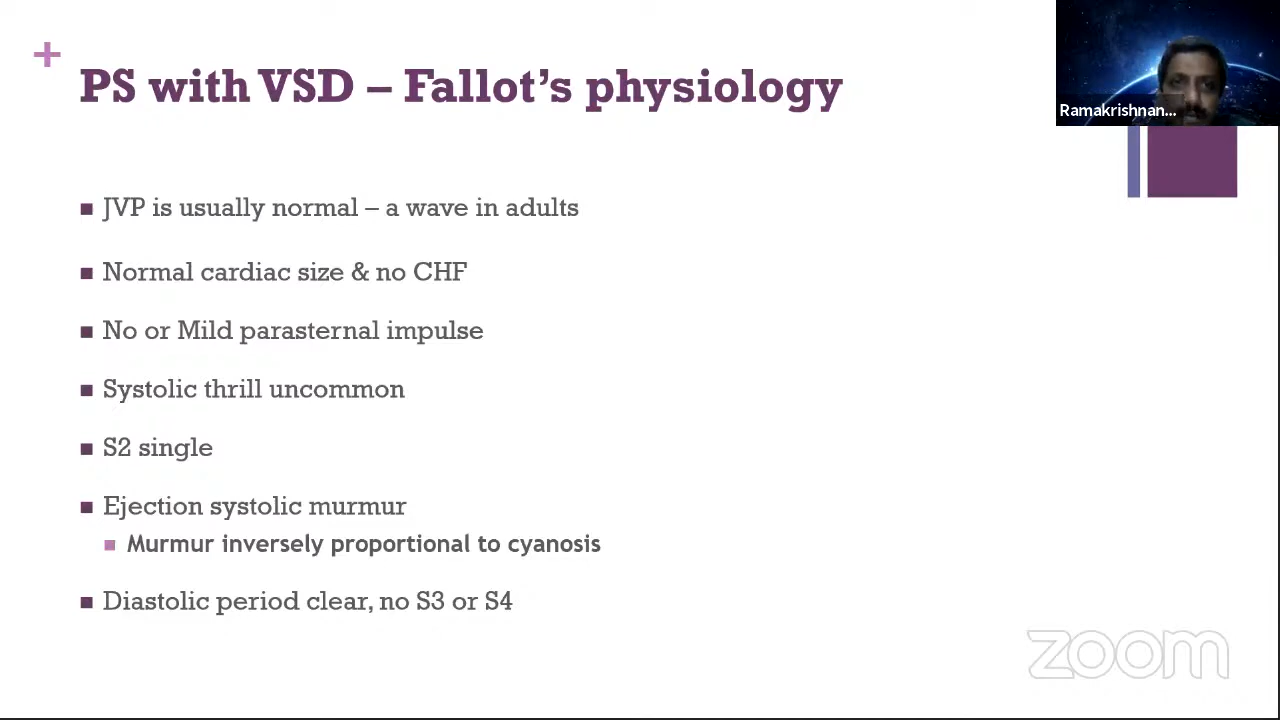 PS with VSD – Fallot's physiology
Ramakrishnan...
JVP is usually normal – a wave in adults
Normal cardiac size & no CHF
No or Mild parasternal impulse
Systolic thrill uncommon
S2 single
Ejection systolic murmur
Murmur inversely proportional to cyanosis
Diastolic period clear, no S3 or S4
zoom